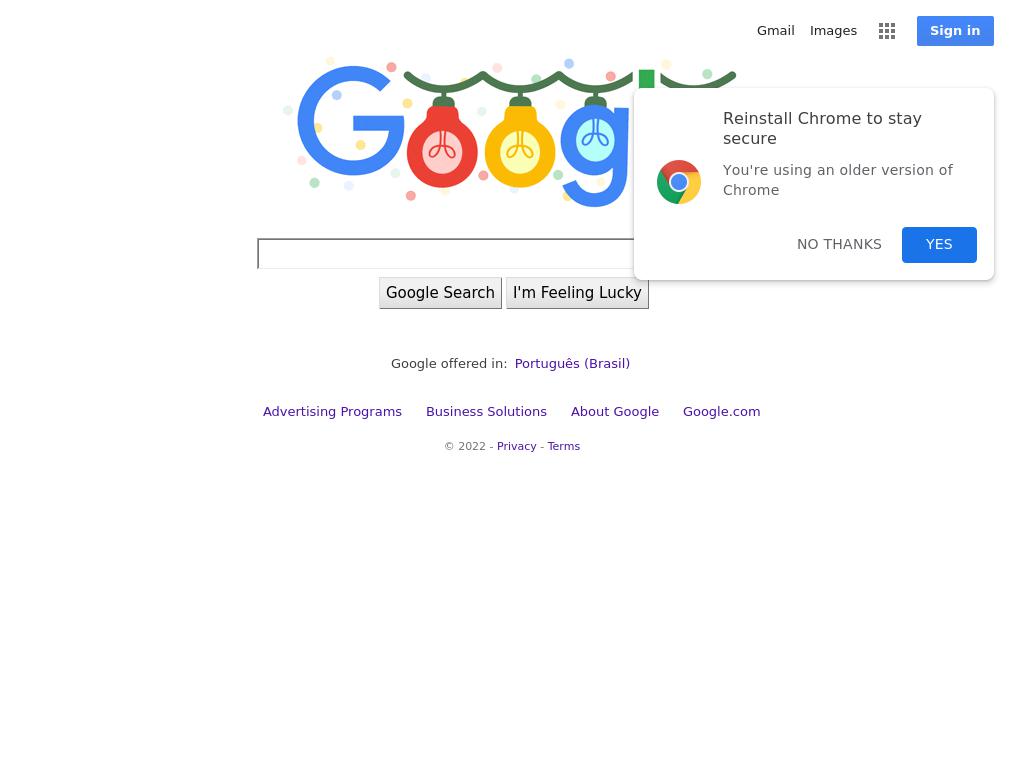 Gmail Images Sign in
Google
Reinstall Chrome to stay
secure
You're using an older version of
Chrome
NO THANKS YES
Google Search I'm Feeling Lucky
Google offered in: Português (Brasil)
Advertising Programs Business Solutions About Google Google.com
© 2022 - Privacy - Terms